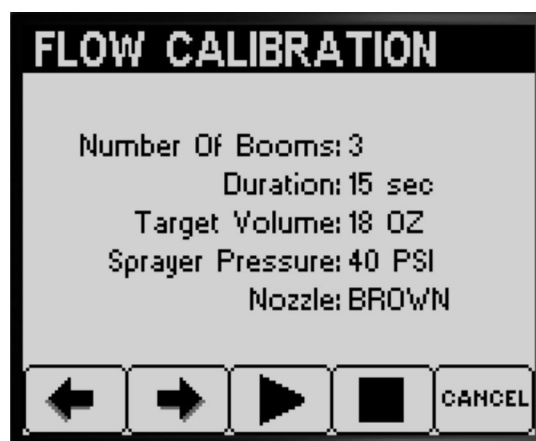 FLOW CALIBRATION
Number Of Booms: 3
Duration: 15 sec
Target Volume: 18 OZ
Sprayer Pressure: 40 PSI
Nozzle: BROWN
CANCEL